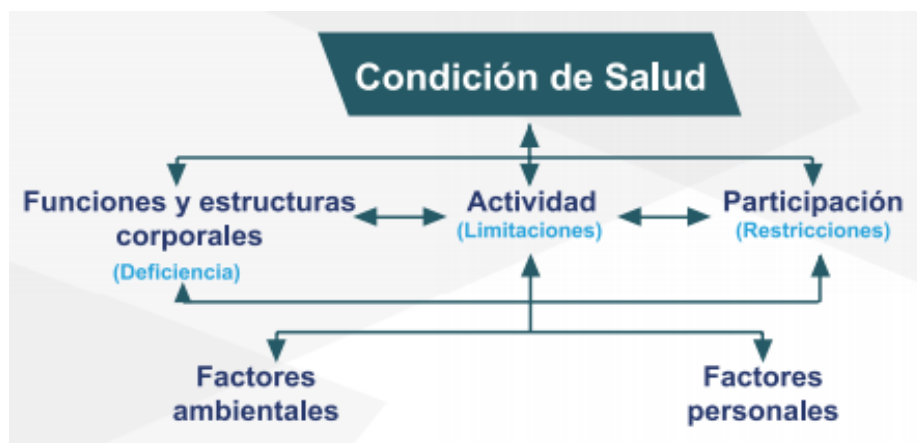 Condición de Salud
Funciones y estructuras
corporales
(Deficiencia)
Actividad
(Limitaciones)
Participación
(Restricciones)
Factores
ambientales
Factores
personales